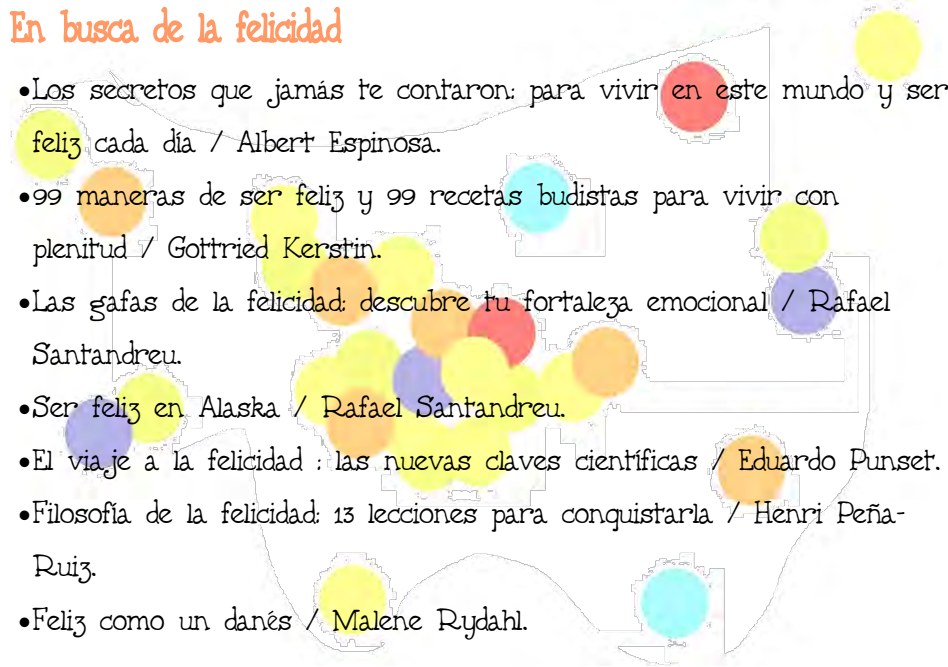 En busca de la felicidad
•Los secretos que jamás te contaron: para vivir en este mundo y ser
feliz cada día / Albert Espinosa.
•99 maneras de ser feliz y 99 recetas budistas para vivir con
plenitud / Gottried Kerstin.
•Las gafas de la felicidad: descubre tu fortaleza emocional / Rafael
Santandreu.
•Ser feliz en Alaska / Rafael Santandreu.
•El viaje a la felicidad : las nuevas claves científicas / Eduardo Punset.
•Filosofía de la felicidad: 13 lecciones para conquistarla / Henri Peña-
Ruiz.
•Feliz como un danés / Malene Rydahl.